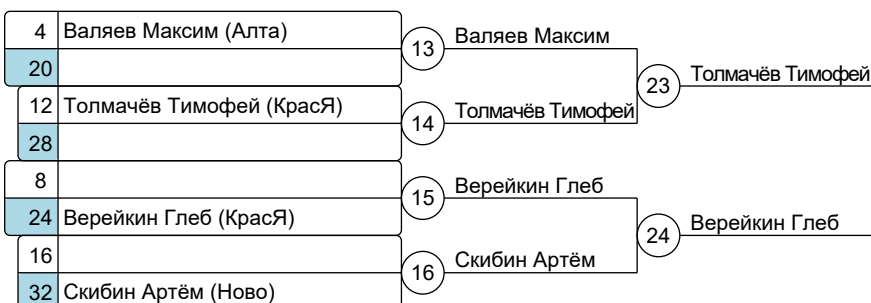 4 Валяев Максим (Алта)
20
12 Толмачёв Тимофей (КрасЯ)
28
8
24 Верейкин Глеб (КрасЯ)
16
32 Скибин Артём (Ново)
13 Валяев Максим
14 Толмачёв Тимофей
15 Верейкин Глеб
16 Скибин Артём
23 Толмачёв Тимофей
24 Верейкин Глеб